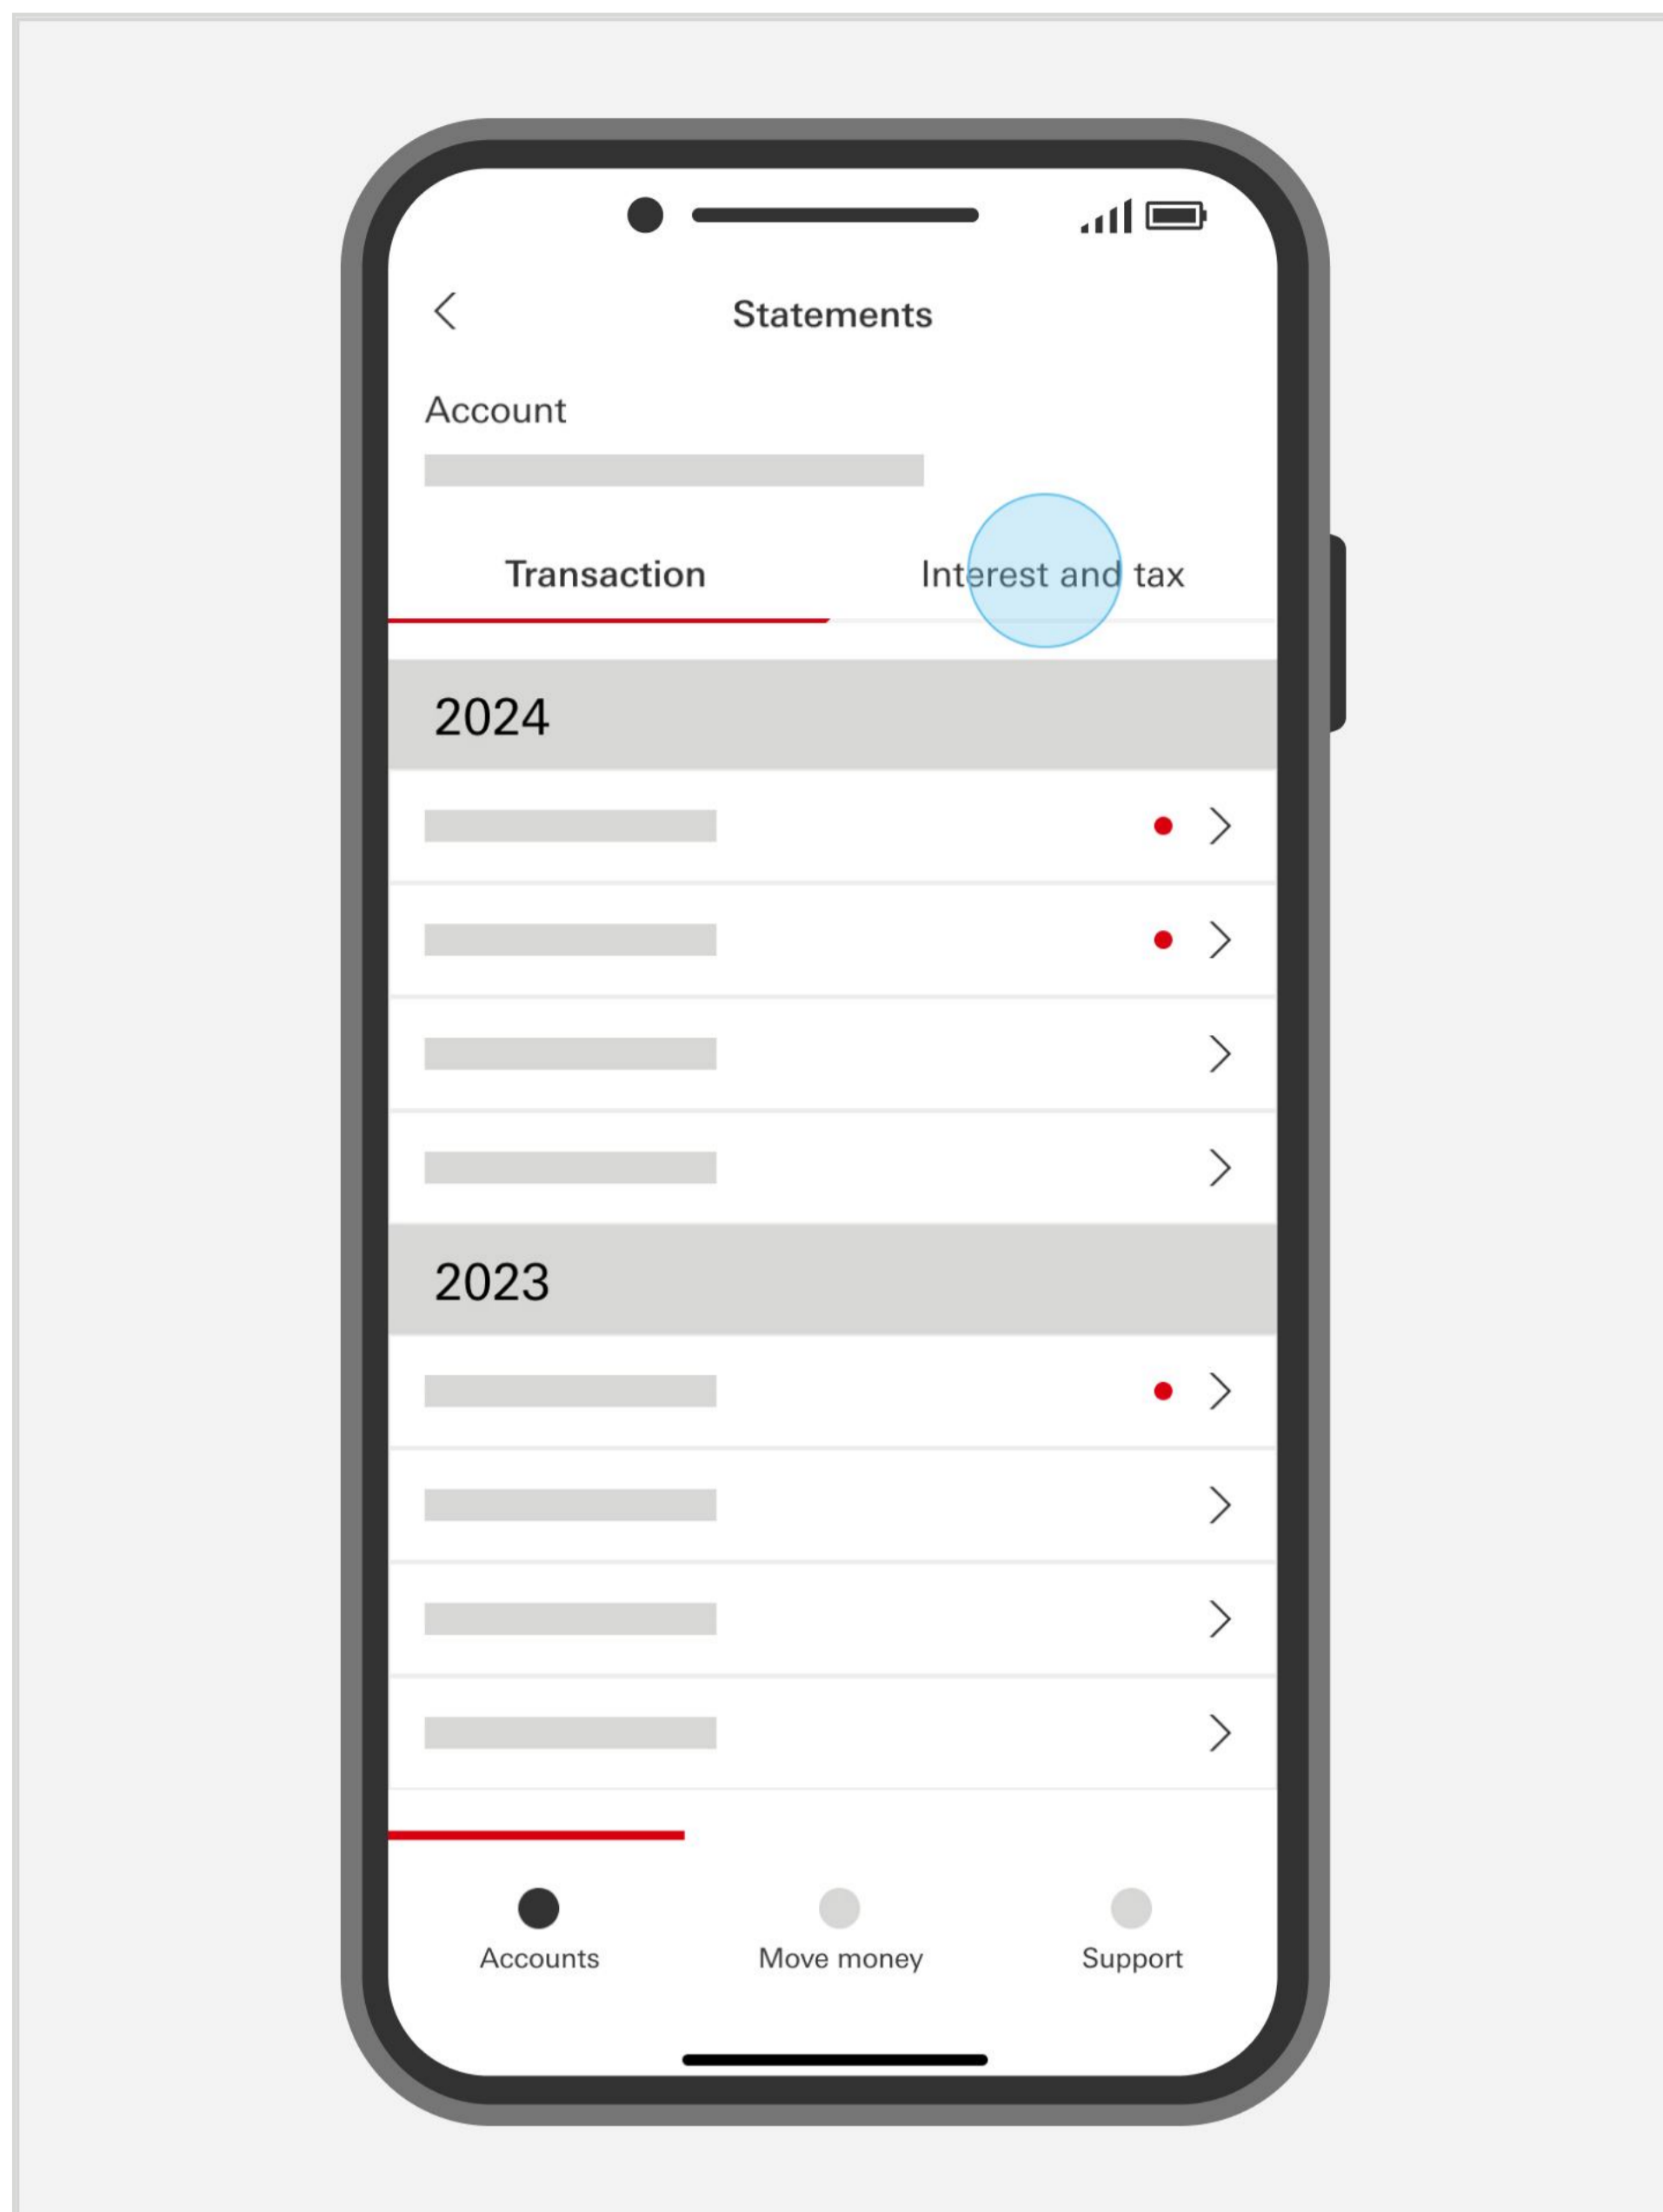 Statements
Account
Transaction Interest and tax
2024
2023
Accounts Move money Support